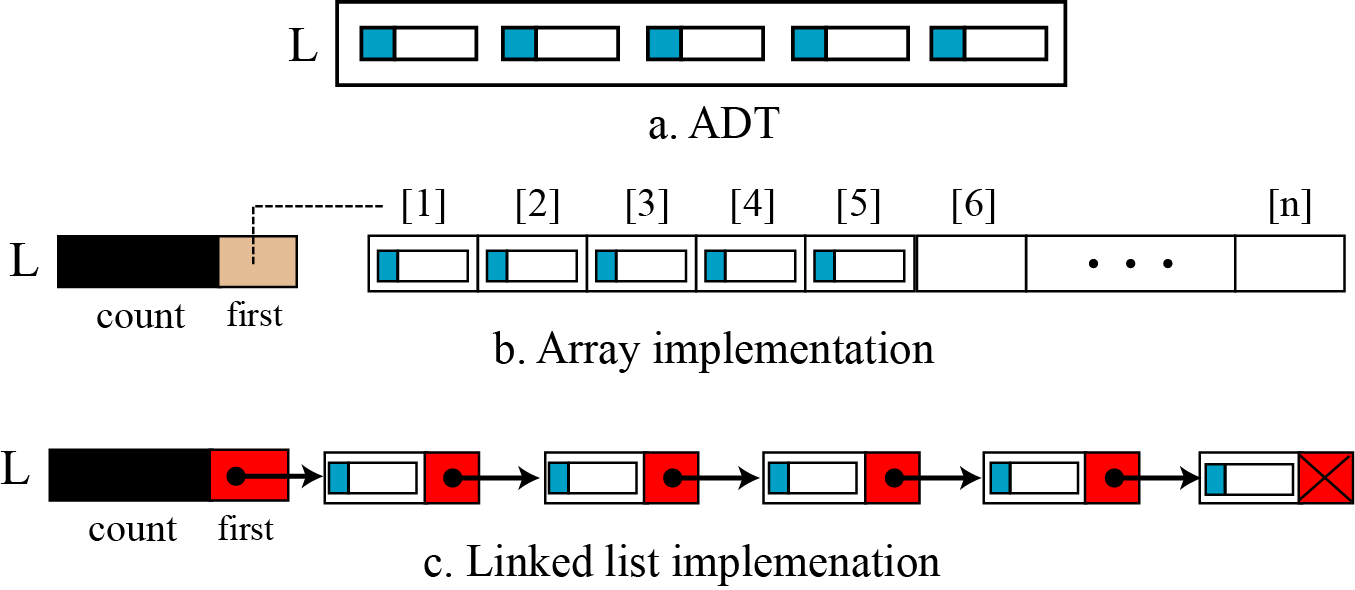 L
a. ADT
[1] [2] [3] [4] [5] [6] [n]
L
• • •
count first
b. Array implementation
L
count first
c. Linked list implemenation